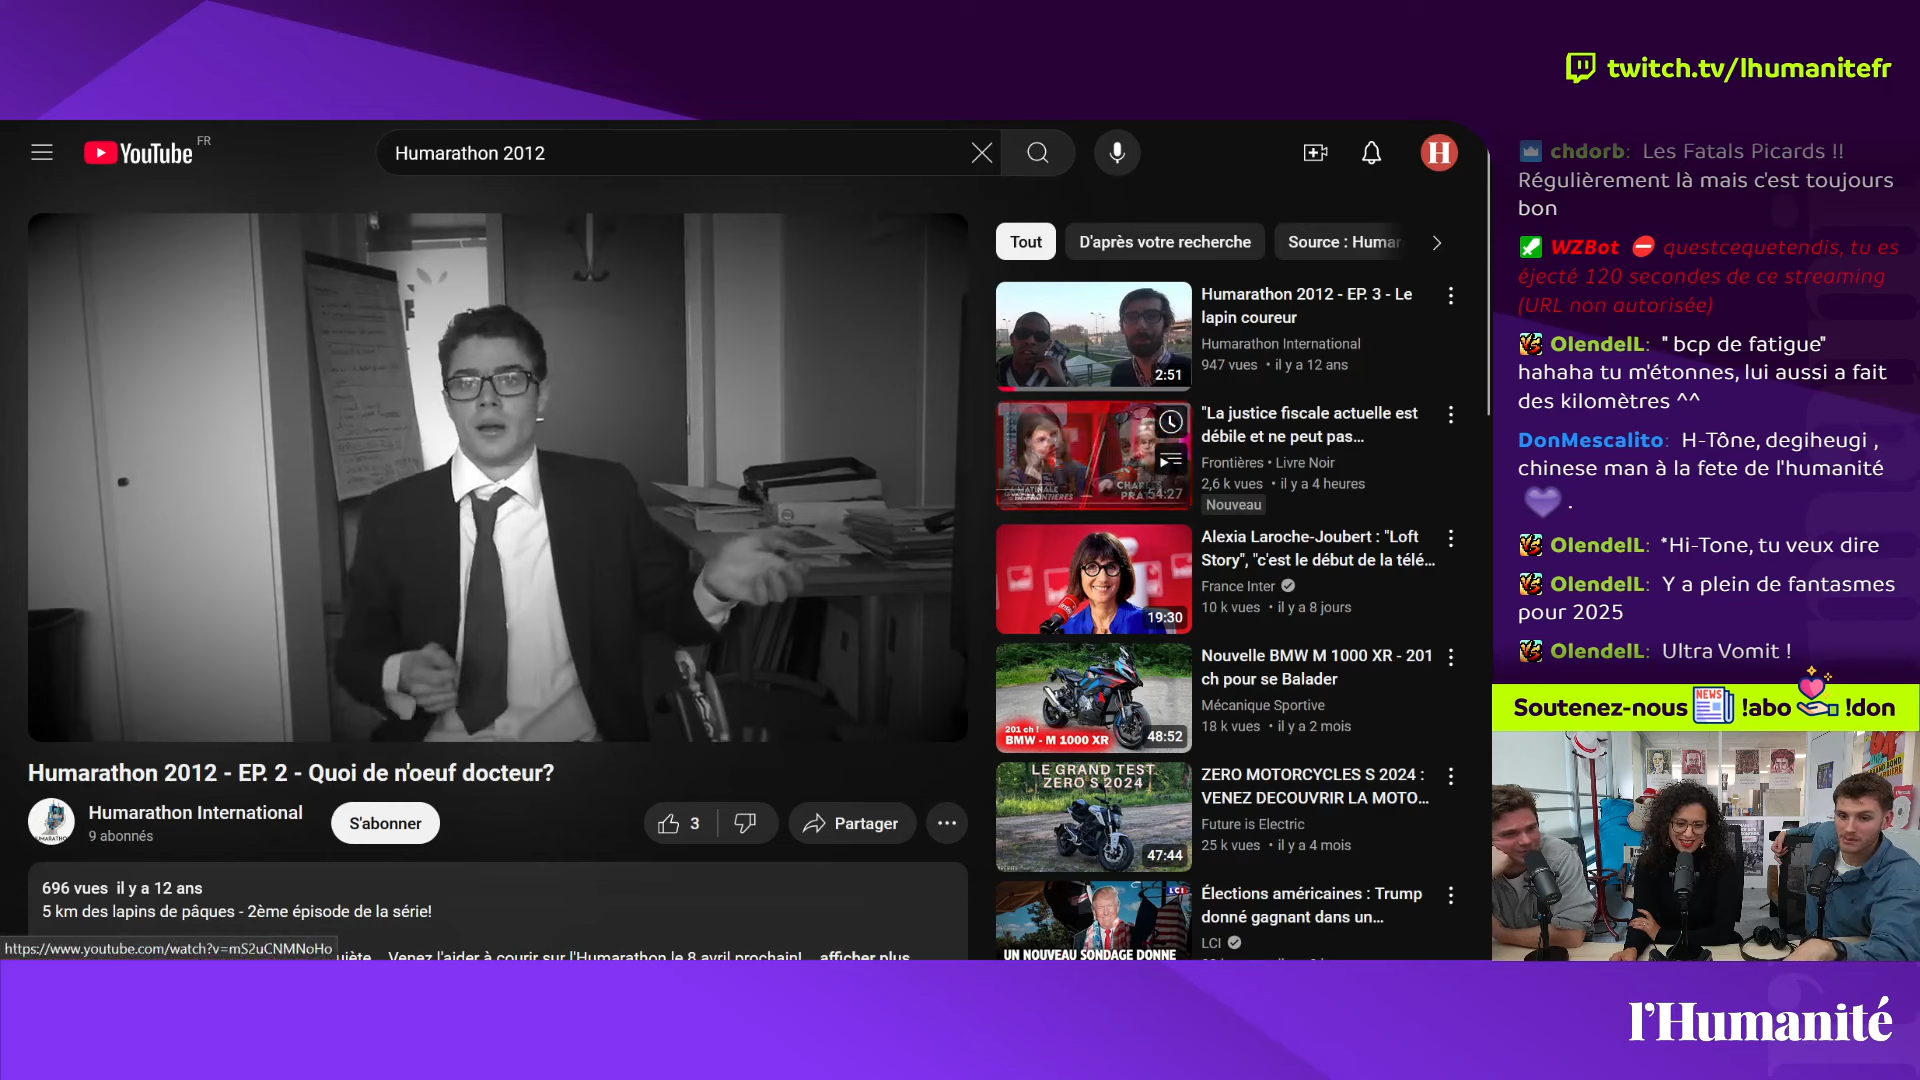 twitch.tv/lhumanitefr
YouTube FR
Humarathon 2012
H
Tout
D'après votre recherche
Source : Humar
Humarathon 2012 - EP. 3 - Le
lapin coureur
Humarathon International
947 vues • il y a 12 ans
2:51
"La justice fiscale actuelle est
débile et ne peut pas...
Frontières • Livre Noir
2,6 k vues • il y a 4 heures
Nouveau
54:27
Alexia Laroche-Joubert : "Loft
Story", "c'est le début de la télé...
France Inter
10 k vues • il y a 8 jours
19:30
Nouvelle BMW M 1000 XR - 201
ch pour se Balader
Mécanique Sportive
18 k vues • il y a 2 mois
201 ch !
BMW - M 1000 XR
48:52
LE GRAND TEST
ZERO S 2024
ZERO MOTORCYCLES S 2024 :
VENEZ DECOUVRIR LA MOTO...
Future is Electric
25 k vues • il y a 4 mois
47:44
Élections américaines : Trump
donné gagnant dans un...
LCI
LCI
UN NOUVEAU SONDAGE DONNE
Humarathon 2012 - EP. 2 - Quoi de n'oeuf docteur?
Humarathon International
9 abonnés
S'abonner
3
Partager
696 vues il y a 12 ans
5 km des lapins de pâques - 2ème épisode de la série!
Venez l'aider à courir sur l'Humarathon le 8 avril prochain! ...afficher plus
https://www.youtube.com/watch?v=mS2uCNMNoHo
chdorb: Les Fatals Picards !!
Régulièrement là mais c'est toujours
bon
WZBot questcequetendis, tu es
éjecté 120 secondes de ce streaming
(URL non autorisée)
OlendelL: " bcp de fatigue"
hahaha tu m'étonnes, lui aussi a fait
des kilomètres ^^
DonMescalito: H-Tône, degiheugi ,
chinese man à la fete de l'humanité
.
OlendelL: *Hi-Tone, tu veux dire
OlendelL: Y a plein de fantasmes
pour 2025
OlendelL: Ultra Vomit !
Soutenez-nous NEWS !abo !don
l'Humanité